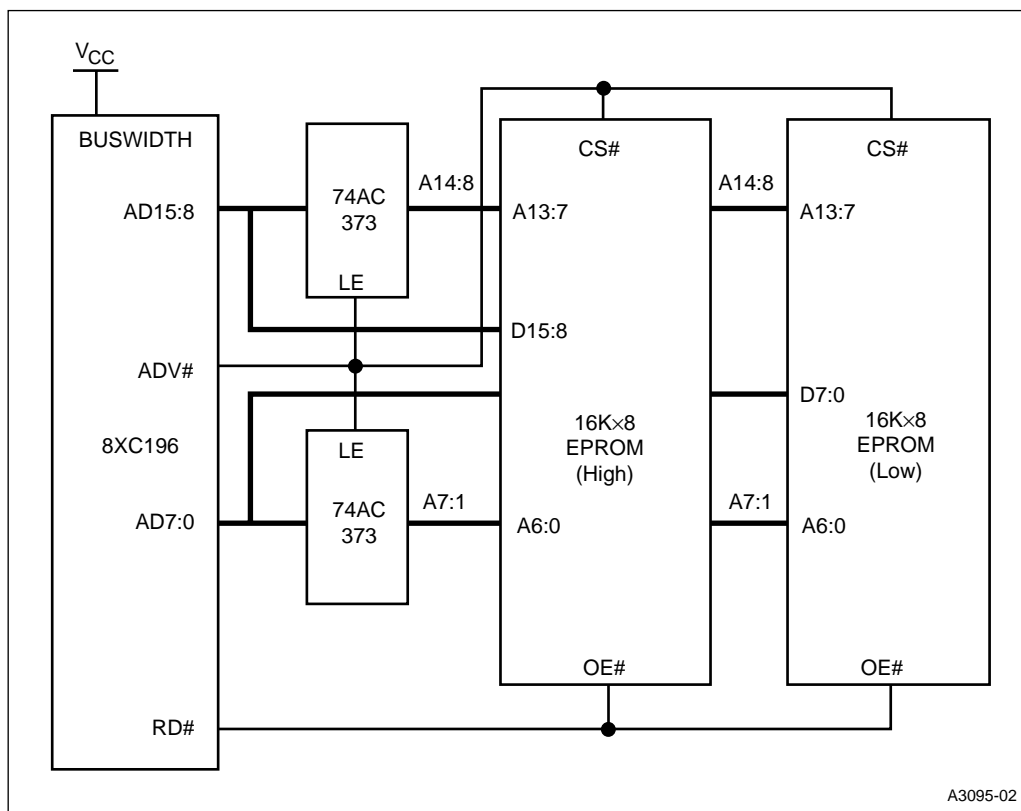 VCC
BUSWIDTH
AD15:8
ADV#
8XC196
AD7:0
RD#
74AC
373
LE
A14:8
LE
74AC
373
A7:1
CS#
A13:7
D15:8
16K×8
EPROM
(High)
A6:0
OE#
A14:8
A7:1
CS#
A13:7
D7:0
16K×8
EPROM
(Low)
A6:0
OE#
A3095-02